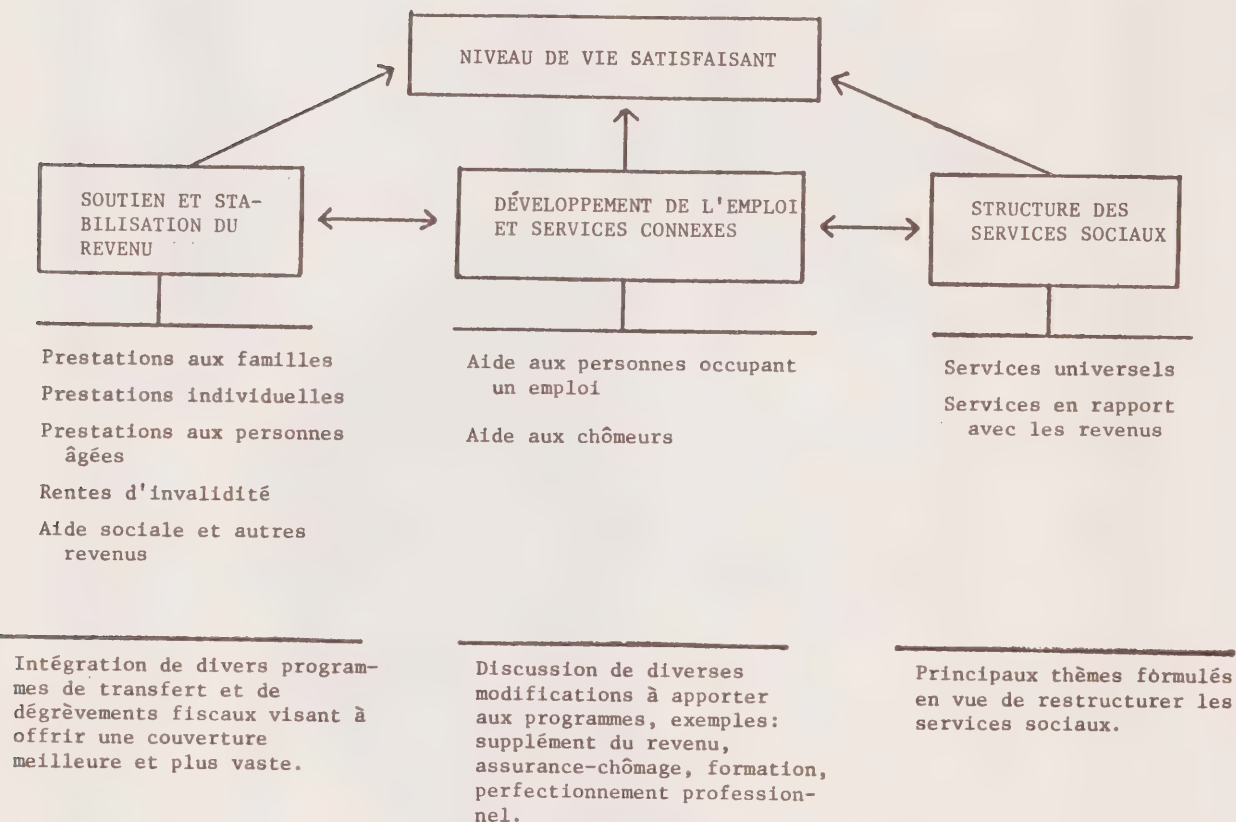 NIVEAU DE VIE SATISFAISANT
SOUTIEN ET STA-
BILISATION DU
REVENU
DÉVELOPPEMENT DE L'EMPLOI
ET SERVICES CONNEXES
STRUCTURE DES
SERVICES SOCIAUX
Prestations aux familles
Prestations individuelles
Prestations aux personnes
âgées
Rentes d'invalidité
Aide sociale et autres
revenus
Aide aux personnes occupant
un emploi
Aide aux chômeurs
Services universels
Services en rapport
avec les revenus
Intégration de divers program-
mes de transfert et de
dégrèvements fiscaux visant à
offrir une couverture
meilleure et plus vaste.
Discussion de diverses
modifications à apporter
aux programmes, exemples:
supplément du revenu,
assurance-chômage, formation,
perfectionnement profession-
nel.
Principaux thèmes formulés
en vue de restructurer les
services sociaux.